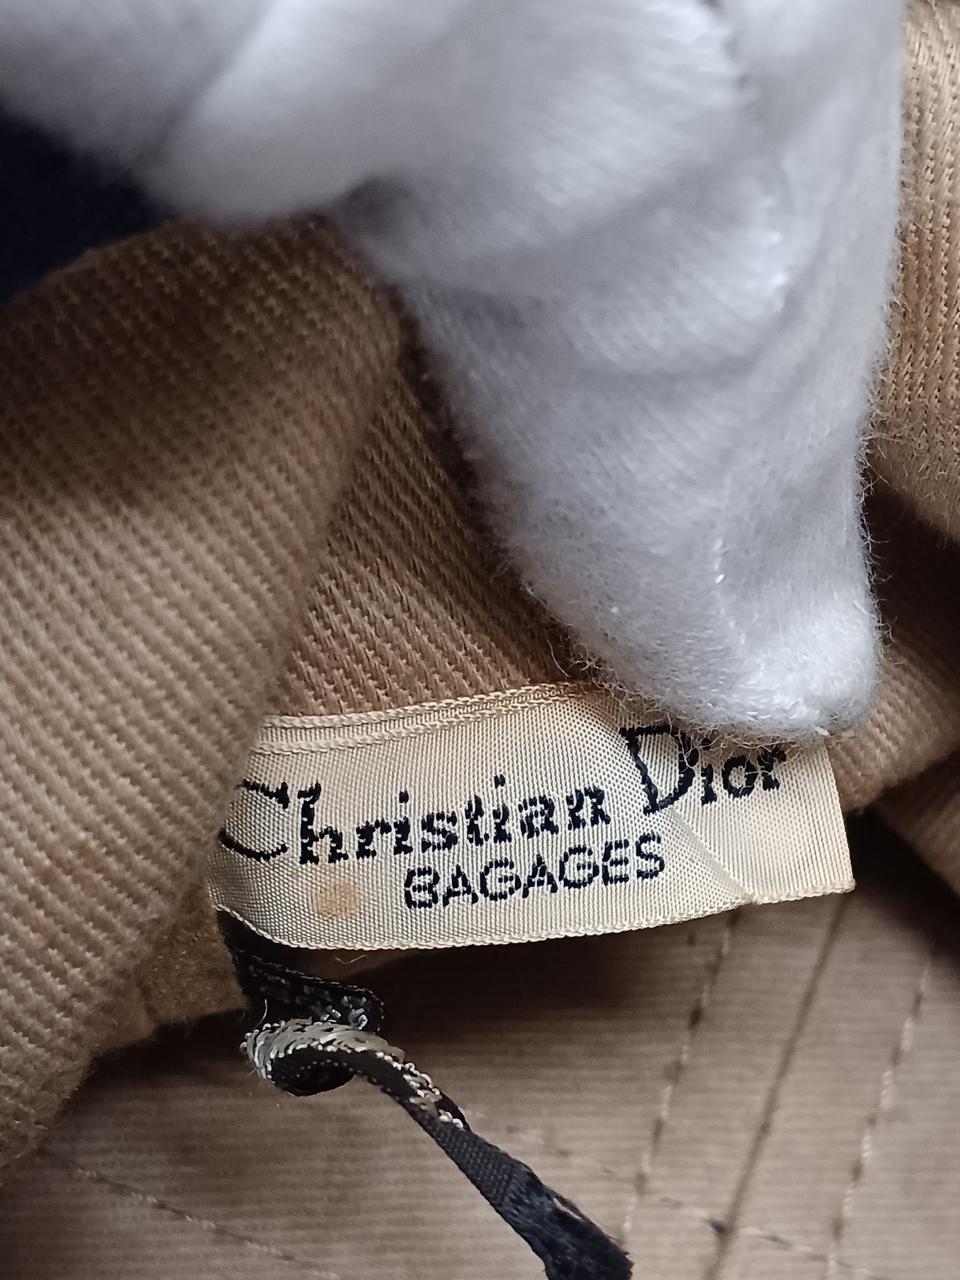 Christian Dior
BAGAGES